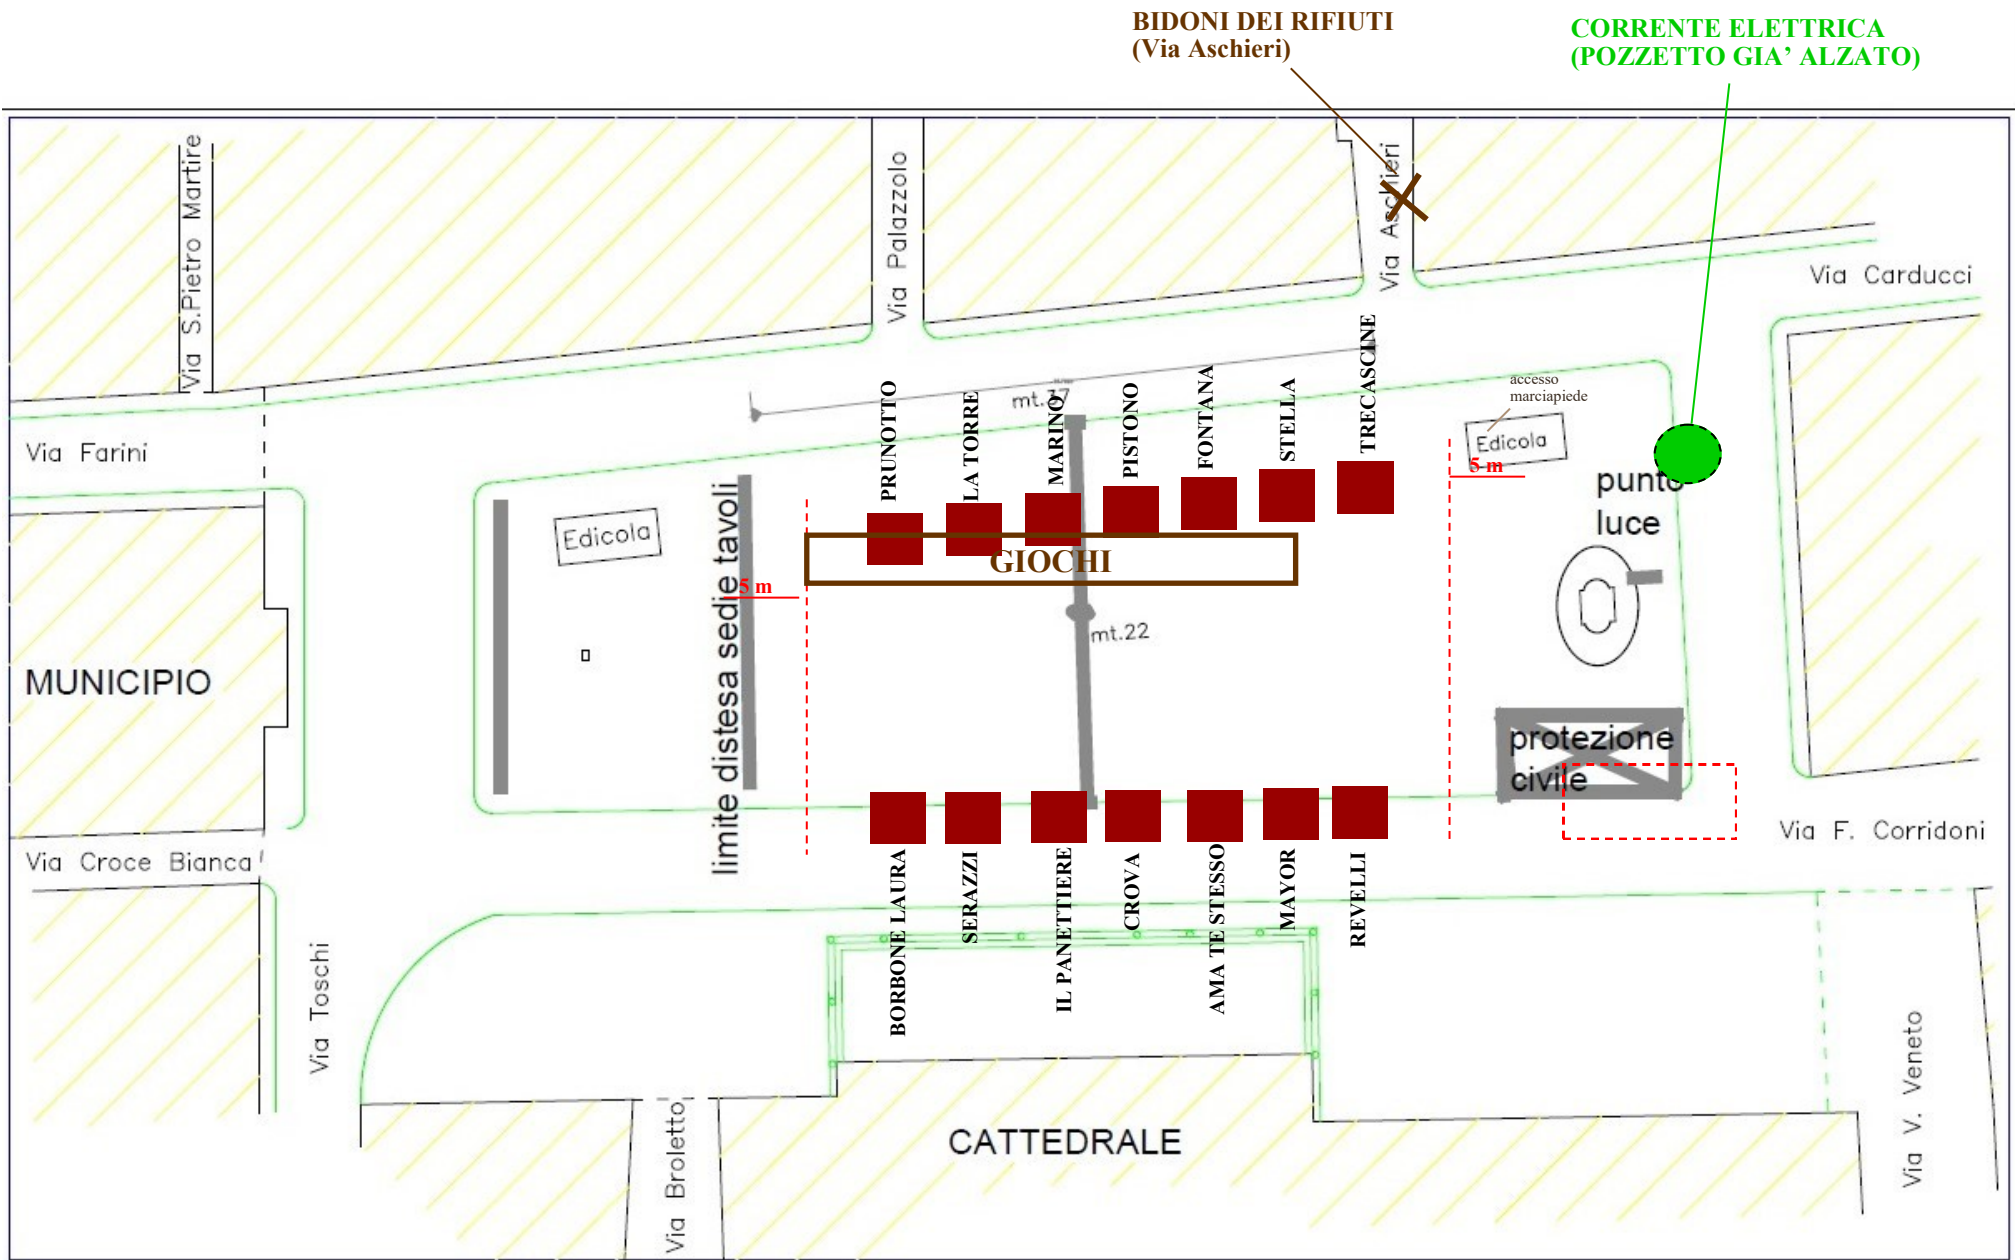 BIDONI DEI RIFIUTI
(Via Aschieri)
CORRENTE ELETTRICA
(POZZETTO GIA’ ALZATO)
Via S.Pietro Martire
Via Palazzolo
Via Aschieri
Via Carducci
Via Farini
mt.37
PRUNOTTO
LA TORRE
MARINO
PISTONO
FONTANA
STELLA
TRECASCINE
accesso
marciapiede
Edicola
5 m
punto
luce
Edicola
GIOCHI
limite distessa sedie tavoli
5 m
mt.22
MUNICIPIO
protezione
civile
Via F. Corridoni
Via Croce Bianca
BORBONE LAURA
SERAZZI
IL PANETTIERE
CROVA
AMA TE STESSO
MAYOR
REVELLI
Via Toschi
Via Broletto
CATTEDRALE
Via V. Veneto